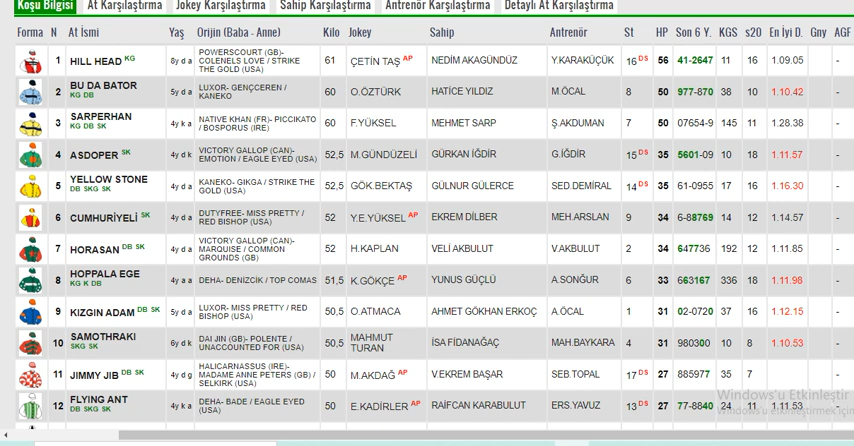 Koşu Bilgisi At Karşılaştırma Jokey Karşılaştırma Sahip Karşılaştırma Antrenör Karşılaştırma Detaylı At Karşılaştırma
Forma N At İsmi Yaş Orijin (Baba - Anne) Kilo Jokey Sahip Antrenör St HP Son 6 Y. KGS s20 En İyi D. Gny AGF
1 HILL HEAD KG 8y d a POWERSCOURT (GB)- COLENELS LOVE / STRIKE THE GOLD (USA) 61 ÇETİN TAŞ AP NEDİM AKAGÜNDÜZ Y.KARAKÜÇÜK 16 DS 56 41-2647 11 16 1.09.05 -
2 BU DA BATOR KG DB 5y d a LUXOR- GENÇCEREN / KANEKO 60 O.ÖZTÜRK HATİCE YILDIZ M.ÖCAL 8 50 977-870 38 10 1.10.42 -
3 SARPERHAN KG DB SK 4y k a NATIVE KHAN (FR)- PICCIKATO / BOSPORUS (IRE) 60 F.YÜKSEL MEHMET SARP Ş.AKDUMAN 7 50 07654-9 145 11 1.28.38 -
4 ASDOPER SK 4y d k VICTORY GALLOP (CAN)- EMOTION / EAGLE EYED (USA) 52,5 M.GÜNDÜZELİ GÜRKAN İĞDİR G.İĞDİR 15 DS 35 5601-09 10 18 1.11.57 -
5 YELLOW STONE DB SKG SK 4y d a KANEKO- GIKGA / STRIKE THE GOLD (USA) 52,5 GÖK.BEKTAŞ GÜLNUR GÜLERCE SED.DEMİRAL 14 DS 35 61-0955 17 16 1.16.30 -
6 CUMHURİYELİ SK 4y d a DUTYFREE- MISS PRETTY / RED BISHOP (USA) 52 Y.E.YÜKSEL AP EKREM DİLBER MEH.ARSLAN 9 34 6-88769 14 12 1.14.57 -
7 HORASAN DB SK 4y d a VICTORY GALLOP (CAN)- MARQUISE / COMMON GROUNDS (GB) 52 H.KAPLAN VELİ AKBULUT V.AKBULUT 2 34 647736 192 12 1.11.85 -
8 HOPPALA EGE KG K DB 4y a a DEHA- DENİZCİK / TOP COMAS 51,5 K.GÖKÇE AP YUNUS GÜÇLÜ A.SONĞUR 6 33 663167 336 18 1.11.98 -
9 KIZGIN ADAM DB SK 5y d a LUXOR- MISS PRETTY / RED BISHOP (USA) 50,5 O.ATMACA AHMET GÖKHAN ERKOÇ A.ÖCAL 1 31 02-0720 37 16 1.12.15 -
10 SAMOTHRAKI SKG SK 6y d k DAI JIN (GB)- POLENTE / UNACCOUNTED FOR (USA) 50,5 MAHMUT TURAN İSA FİDANAĞAÇ MAH.BAYKARA 4 31 980300 10 8 1.10.53 -
11 JIMMY JIB DB SK 4y d g HALICARNASSUS (IRE)- MADAME ANNE PETERS (GB) / SELKIRK (USA) 50 M.AKDAĞ AP V.EKREM BAŞAR SEB.TOPAL 17 DS 27 885977 35 7 -
12 FLYING ANT DB SKG SK 4y k a DEHA- BADE / EAGLE EYED (USA) 50 E.KADİRLER AP RAİFCAN KARABULUT ERS.YAVUZ 13 DS 27 77-8840 24 11 1.11.53 -
Windows'u Etkinleştir
Windows'u etkinleştirmek için